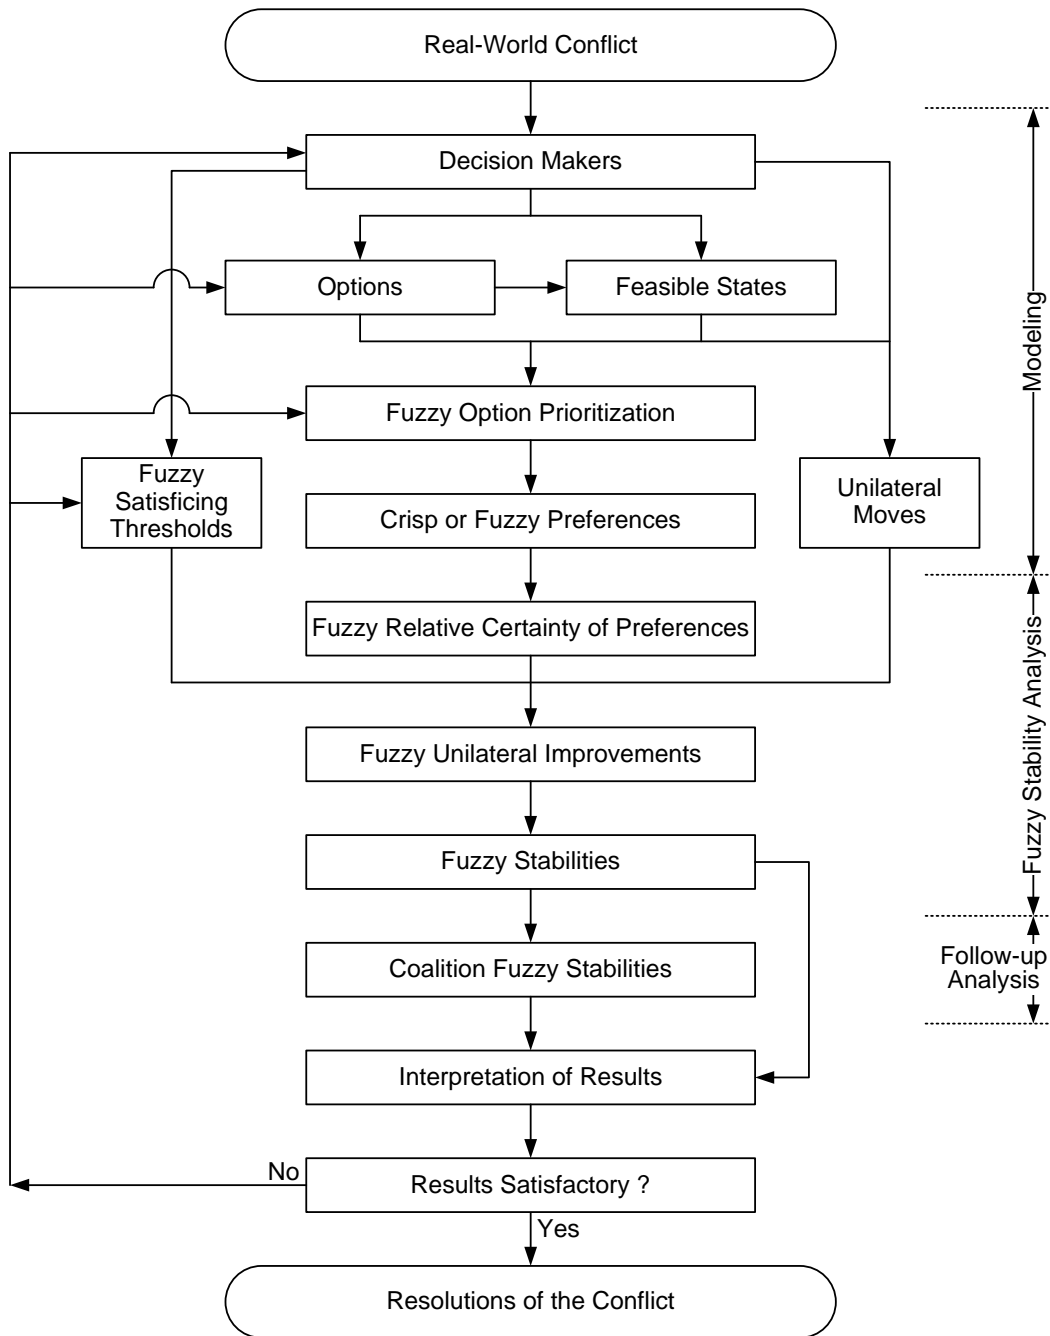 Real-World Conflict
Decision Makers
Options
Feasible States
Modeling
Fuzzy Option Prioritization
Fuzzy
Satisficing
Thresholds
Crisp or Fuzzy Preferences
Unilateral
Moves
Fuzzy Relative Certainty of Preferences
Fuzzy Stability Analysis
Fuzzy Unilateral Improvements
Fuzzy Stabilities
Coalition Fuzzy Stabilities
Follow-up
Analysis
Interpretation of Results
No
Results Satisfactory ?
Yes
Resolutions of the Conflict